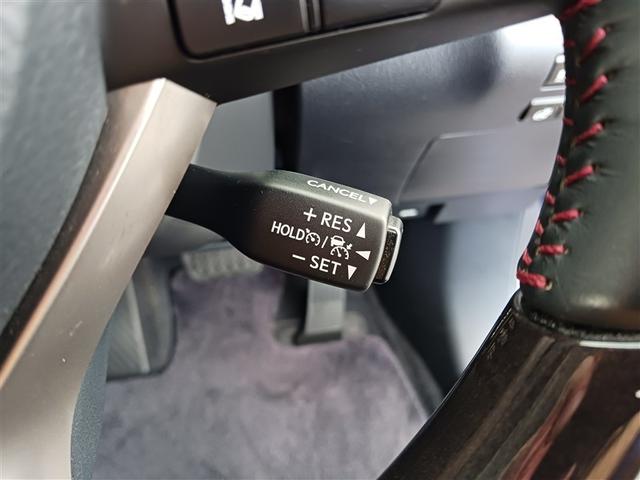 CANCEL▼
+ RES ▲
HOLD / ◀
− SET ▼